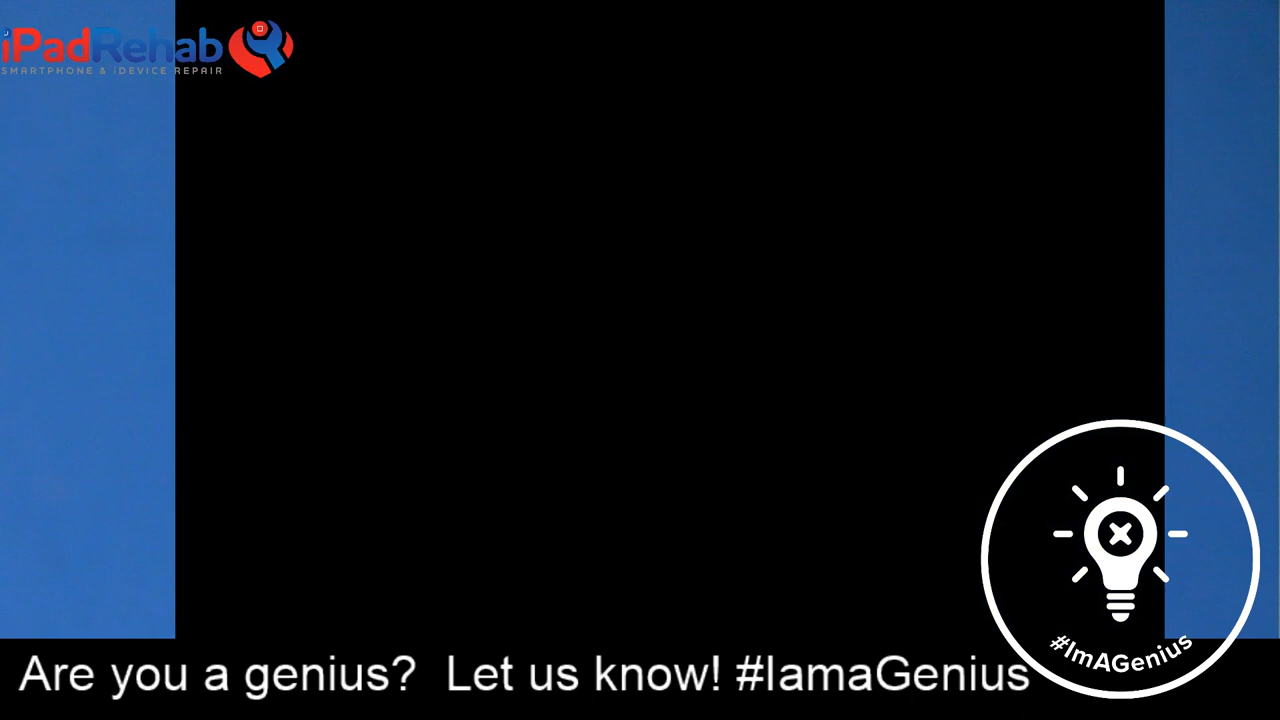 iPadRehab
SMARTPHONE & iDEVICE REPAIR
#ImAGenius
Are you a genius?  Let us know! #IamaGenius